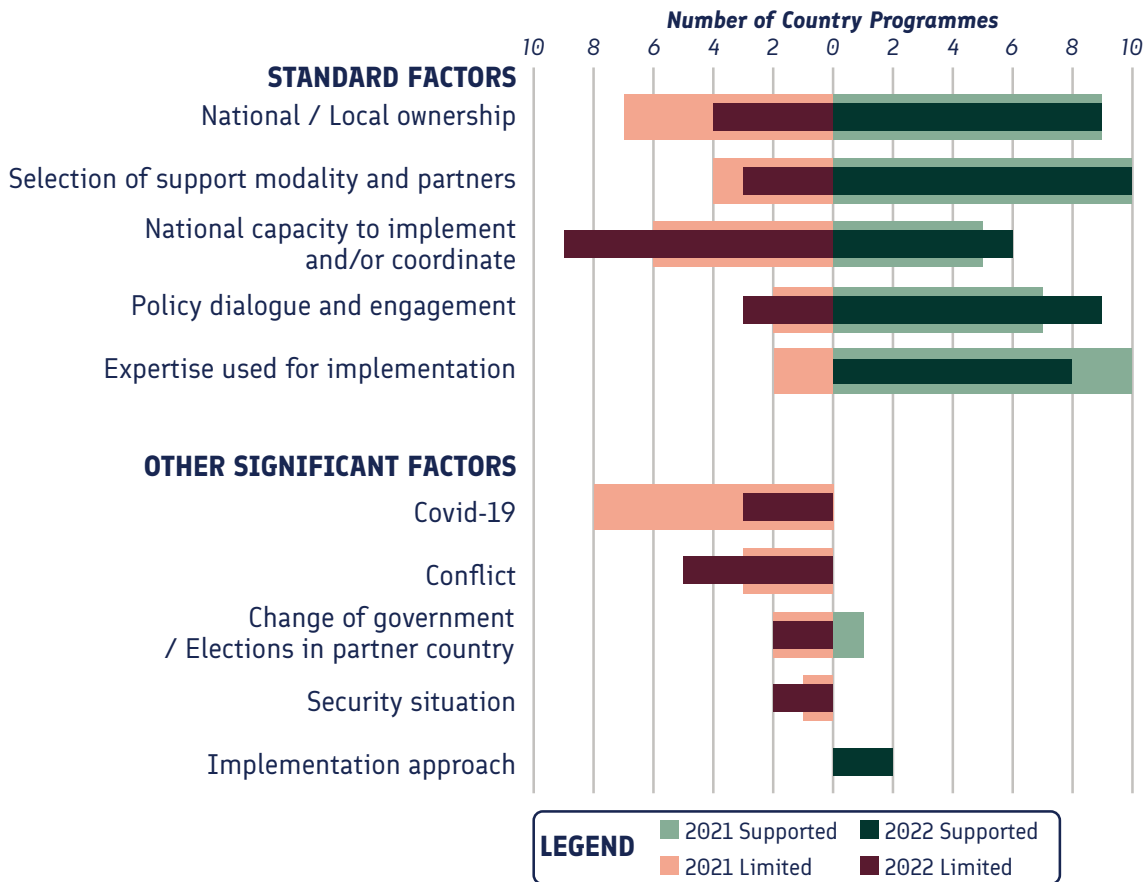 Number of Country Programmes
10 8 6 4 2 0 2 4 6 8 10
STANDARD FACTORS
National / Local ownership
Selection of support modality and partners
National capacity to implement
and/or coordinate
Policy dialogue and engagement
Expertise used for implementation
OTHER SIGNIFICANT FACTORS
Covid-19
Conflict
Change of government
/ Elections in partner country
Security situation
Implementation approach
LEGEND
2021 Supported 2022 Supported
2021 Limited 2022 Limited